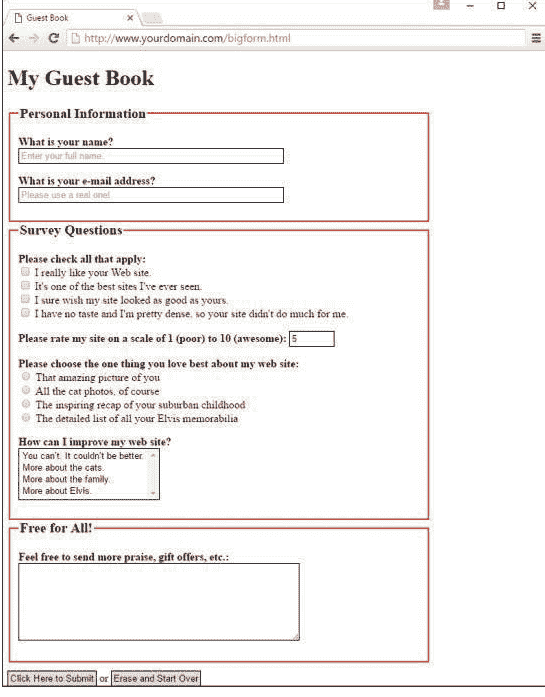 Guest Book
http://www.yourdomain.com/bigform.html
My Guest Book
Personal Information
What is your name?
Enter your full name.
What is your e-mail address?
Please use a real one!
Survey Questions
Please check all that apply:
I really like your Web site.
It's one of the best sites I've ever seen.
I sure wish my site looked as good as yours.
I have no taste and I'm pretty dense, so your site didn't do much for me.
Please rate my site on a scale of 1 (poor) to 10 (awesome): 5
Please choose the one thing you love best about my web site:
That amazing picture of you
All the cat photos, of course
The inspiring recap of your suburban childhood
The detailed list of all your Elvis memorabilia
How can I improve my web site?
You can't. It couldn't be better.
More about the cats.
More about the family.
More about Elvis.
Free for All!
Feel free to send more praise, gift offers, etc.:
Click Here to Submit or Erase and Start Over